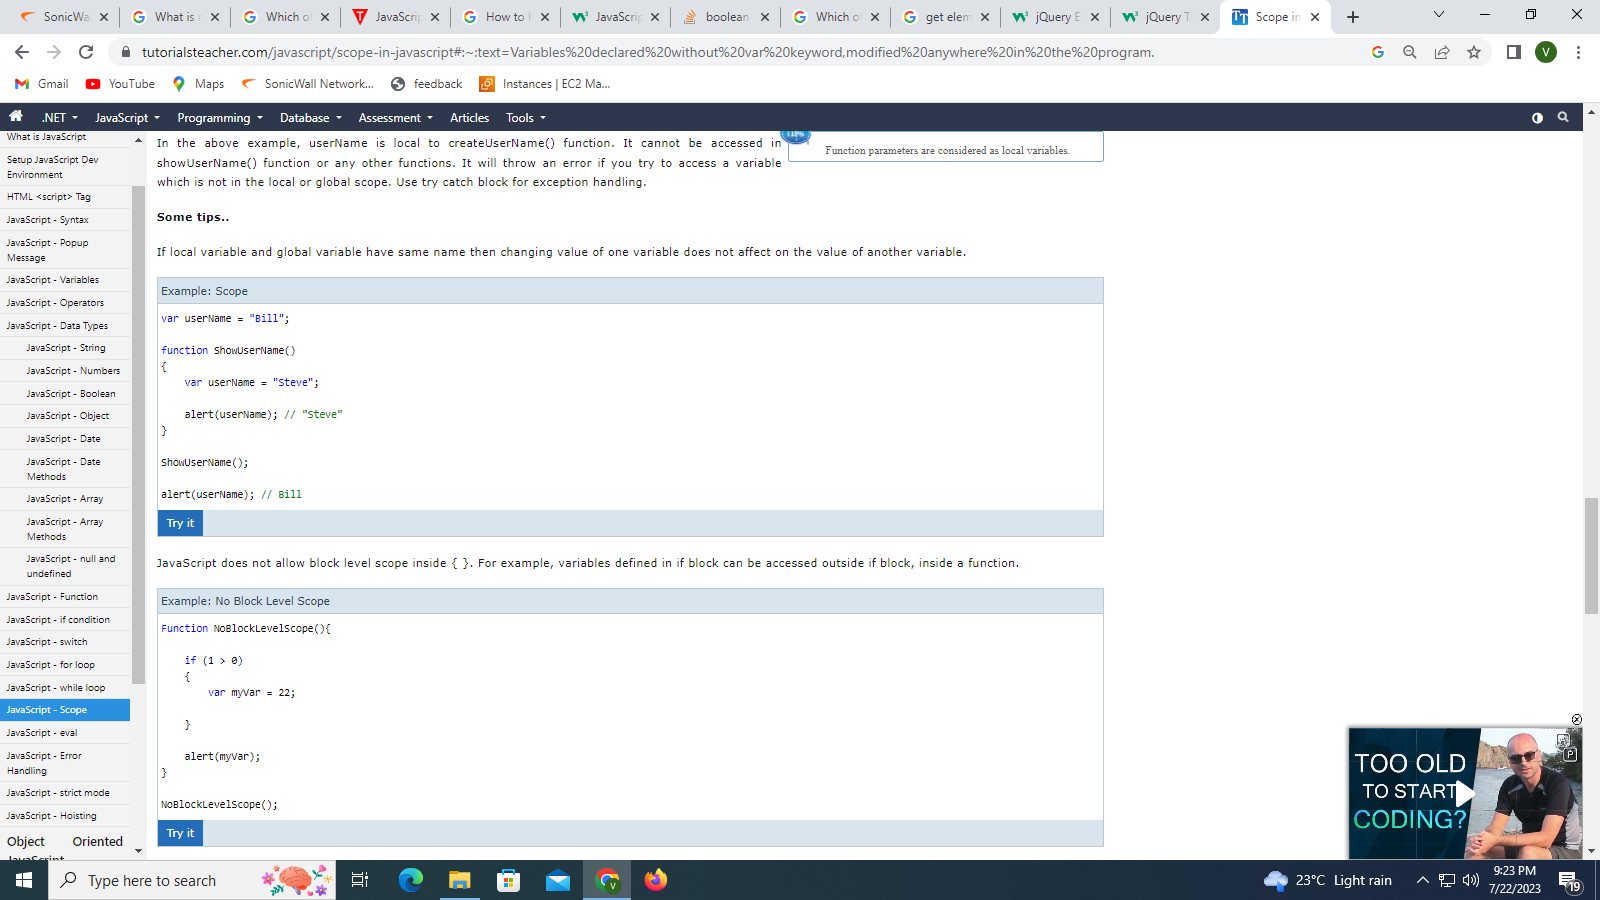 SonicWa
What is r
Which of
JavaScrip
How to h
JavaScrip
boolean
Which of
get elem
jQuery E
jQuery T
Scope in
tutorialsteacher.com/javascript/scope-in-javascript#:~:text=Variables%20declared%20without%20var%20keyword,modified%20anywhere%20in%20the%20program.
V
Gmail
YouTube
Maps
SonicWall Network...
feedback
Instances | EC2 Ma...
.NET
JavaScript
Programming
Database
Assessment
Articles
Tools
What is JavaScript
Setup JavaScript Dev
Environment
HTML <script> Tag
JavaScript - Syntax
JavaScript - Popup
Message
JavaScript - Variables
JavaScript - Operators
JavaScript - Data Types
JavaScript - String
JavaScript - Numbers
JavaScript - Boolean
JavaScript - Object
JavaScript - Date
JavaScript - Date
Methods
JavaScript - Array
JavaScript - Array
Methods
JavaScript - null and
undefined
JavaScript - Function
JavaScript - if condition
JavaScript - switch
JavaScript - for loop
JavaScript - while loop
JavaScript - Scope
JavaScript - eval
JavaScript - Error
Handling
JavaScript - strict mode
JavaScript - Hoisting
Object Oriented
JavaScript
In the above example, userName is local to createUserName() function. It cannot be accessed in
showUserName() function or any other functions. It will throw an error if you try to access a variable
which is not in the local or global scope. Use try catch block for exception handling.
Function parameters are considered as local variables.
Some tips..
If local variable and global variable have same name then changing value of one variable does not affect on the value of another variable.
Example: Scope
var userName = "Bill";
function ShowUserName()
{
var userName = "Steve";
alert(userName); // "Steve"
}
ShowUserName();
alert(userName); // Bill
Try it
JavaScript does not allow block level scope inside { }. For example, variables defined in if block can be accessed outside if block, inside a function.
Example: No Block Level Scope
Function NoBlockLevelScope(){
if (1 > 0)
{
var myVar = 22;
}
alert(myVar);
}
NoBlockLevelScope();
Try it
TOO OLD
TO START
CODING?
Type here to search
23°C Light rain
9:23 PM
7/22/2023
19